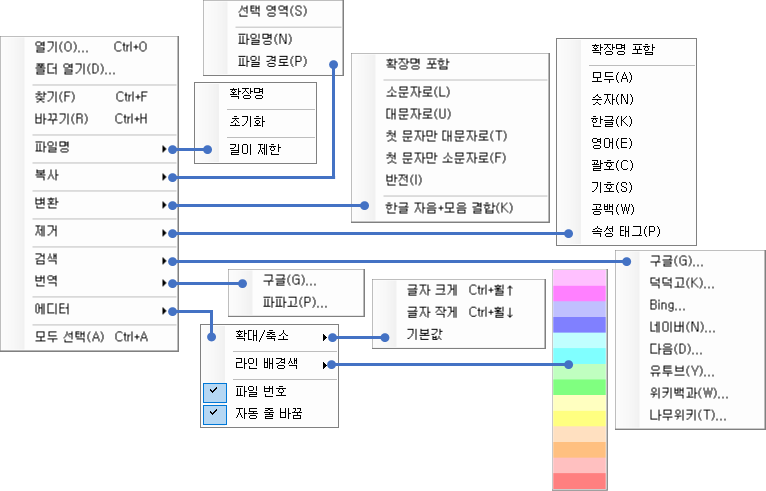 열기(O)... Ctrl+O
폴더 열기(D)...
찾기(F) Ctrl+F
바꾸기(R) Ctrl+H
파일명
복사
변환
제거
검색
번역
에디터
모두 선택(A) Ctrl+A
선택 영역(S)
파일명(N)
파일 경로(P)
확장명
초기화
길이 제한
확장명 포함
소문자로(L)
대문자로(U)
첫 문자만 대문자로(T)
첫 문자만 소문자로(F)
반전(I)
한글 자음+모음 결합(K)
확장명 포함
모두(A)
숫자(N)
한글(K)
영어(E)
괄호(C)
기호(S)
공백(W)
속성 태그(P)
구글(G)...
덕덕고(K)...
Bing...
네이버(N)...
다음(D)...
유투브(Y)...
위키백과(W)...
나무위키(T)...
구글(G)...
파파고(P)...
확대/축소
라인 배경색
파일 번호
자동 줄 바꿈
글자 크게 Ctrl+휠↑
글자 작게 Ctrl+휠↓
기본값